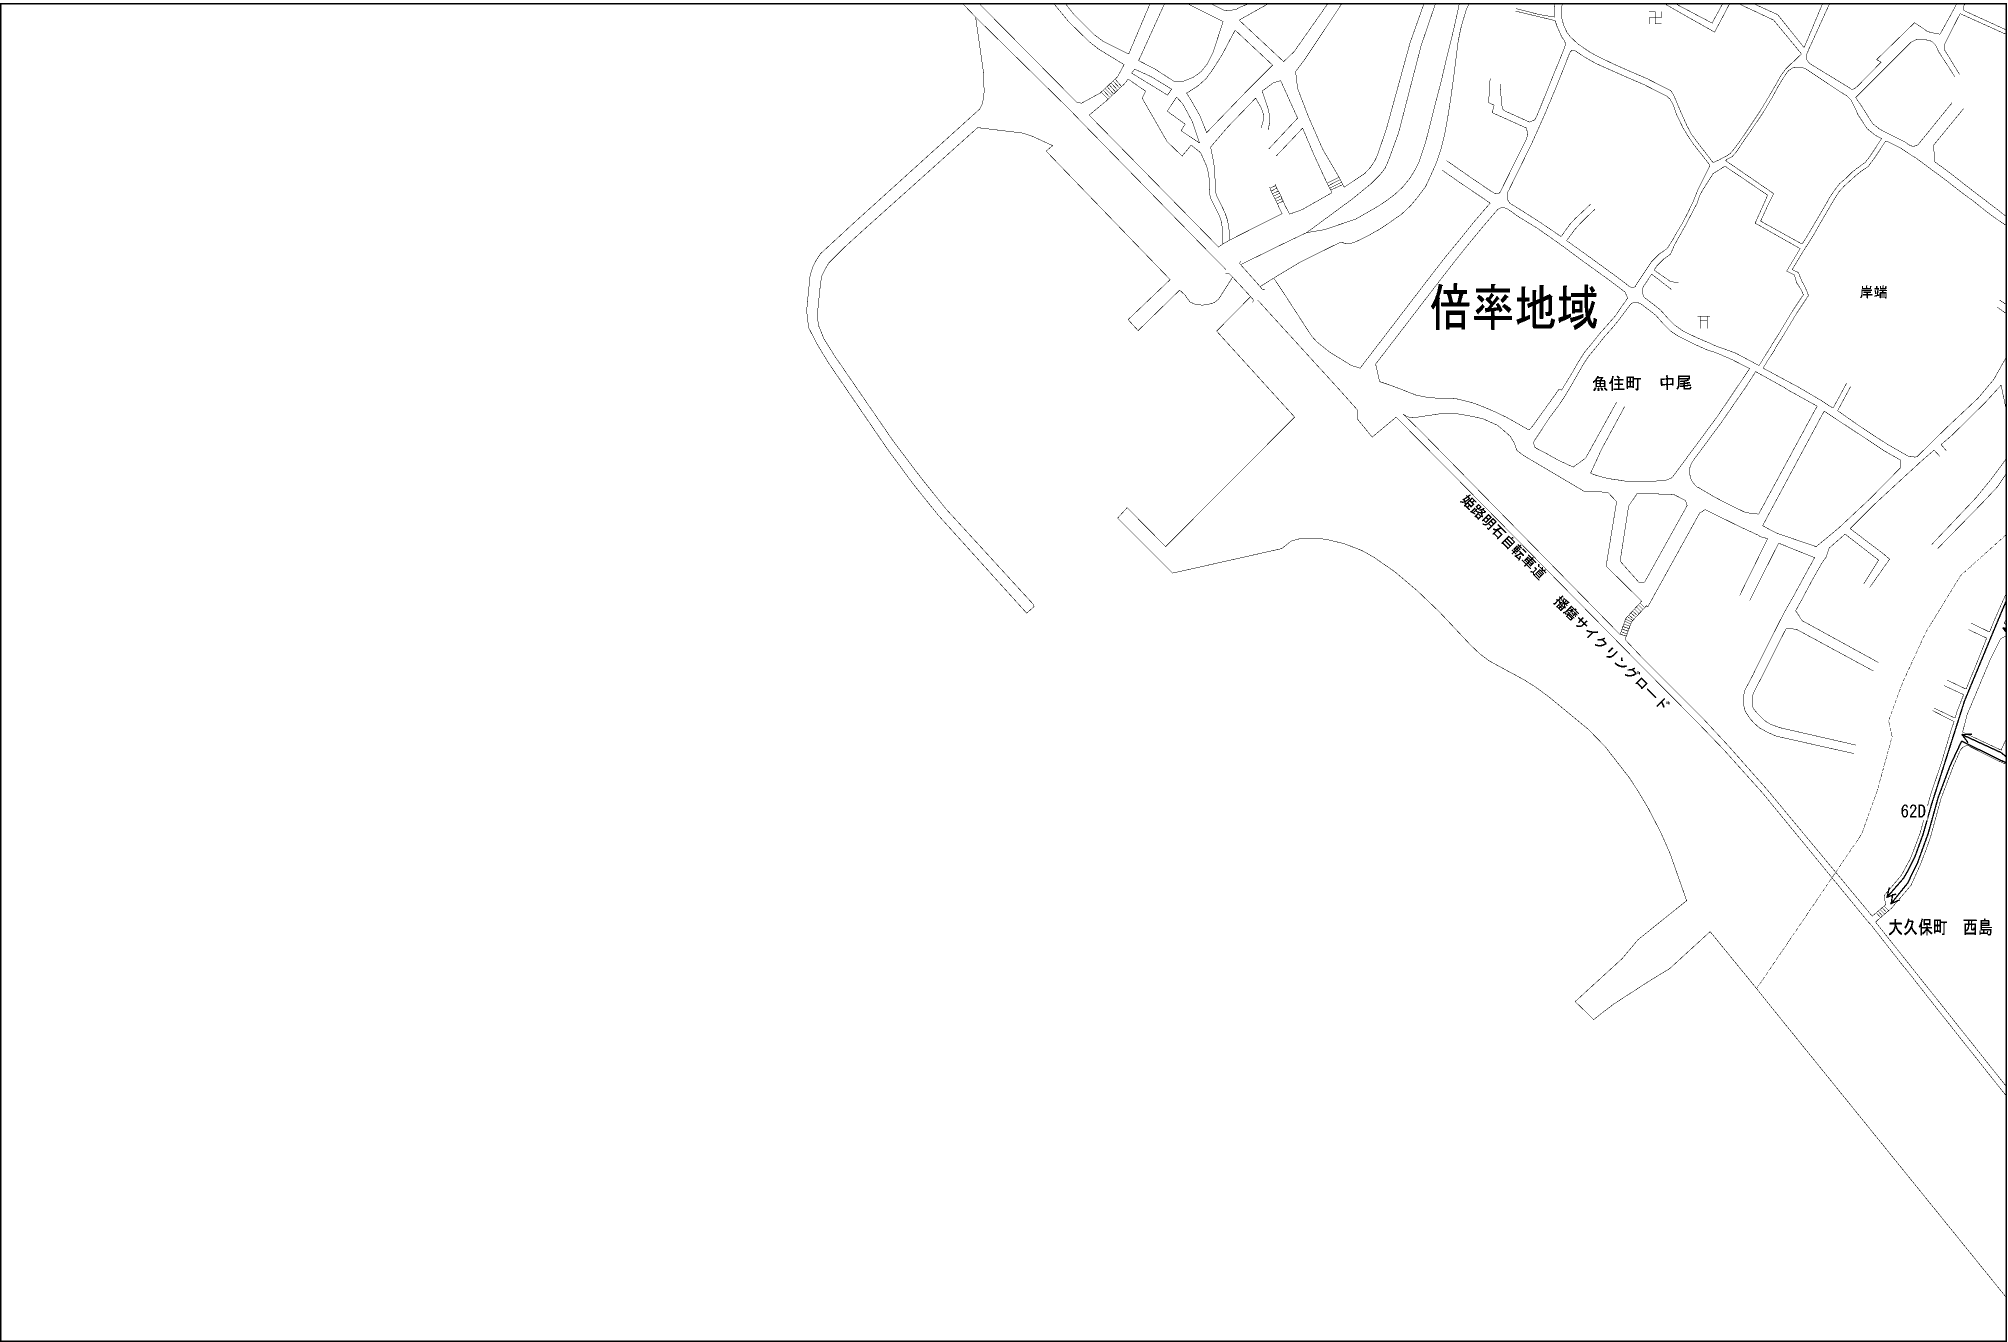 岸端
倍率地域
魚住町　中尾
姫路明石自転車道　播磨サイクリングロード
62D
大久保町　西島